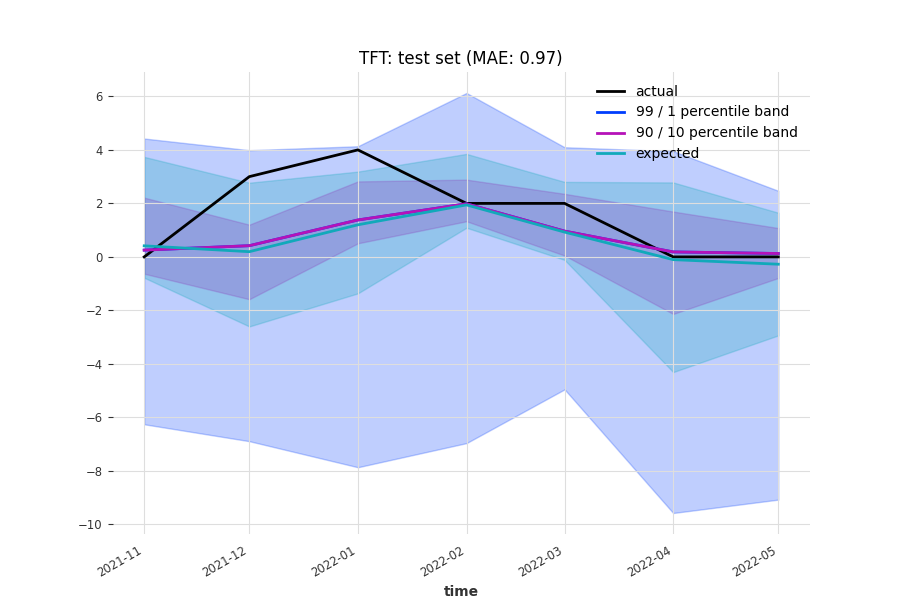 TFT: test set (MAE: 0.97)
actual
99 / 1 percentile band
90 / 10 percentile band
expected
6
4
2
0
−2
−4
−6
−8
−10
2021-11
2021-12
2022-01
2022-02
2022-03
2022-04
2022-05
time